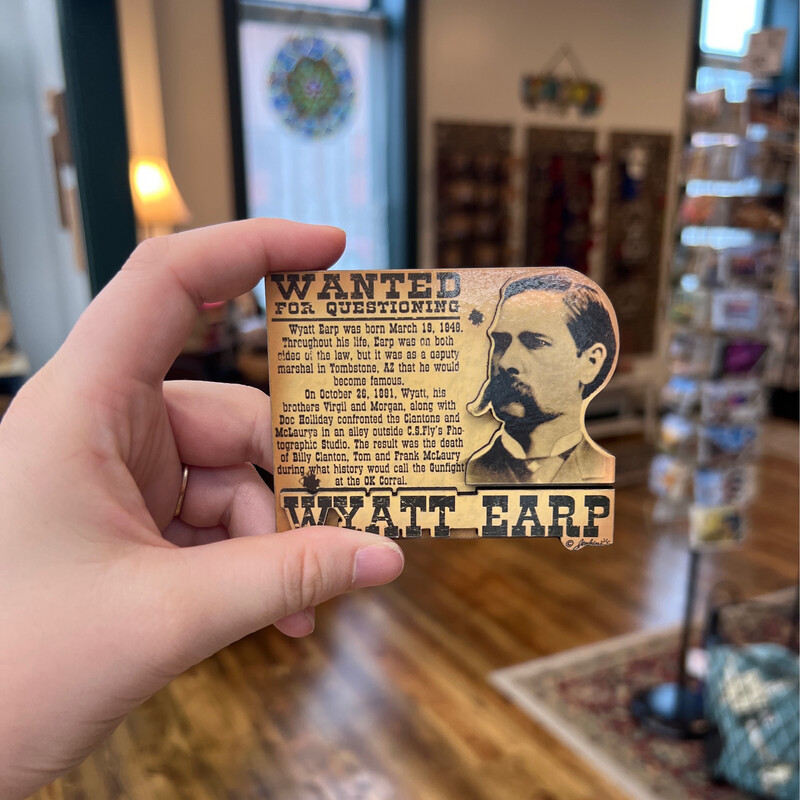 WANTED
FOR QUESTIONING
Wyatt Earp was born March 19, 1848.
Throughout his life, Earp was on both
sides of the law, but it was as a deputy
marshal in Tombstone, AZ that he would
become famous.
On October 26, 1881, Wyatt, his
brothers Virgil and Morgan, along with
Doc Holliday confronted the Clantons and
McLaurys in an alley outside C.S.Fly's Pho-
tographic Studio. The result was the death
of Billy Clanton, Tom and Frank McLaury
during what history woud call the Gunfight
at the OK Corral.
WYATT EARP
©